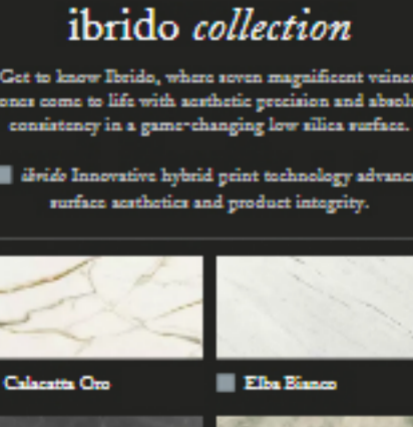 ibrido collection
Get to know Ibrido, where seven magnificent veine
ones come to life with aesthetic precision and absol
consistency in a game-changing low silica surface.
ibrido Innovative hybrid print technology advance
surface aesthetics and product integrity.
Calacatta Oro
Elba Bianco